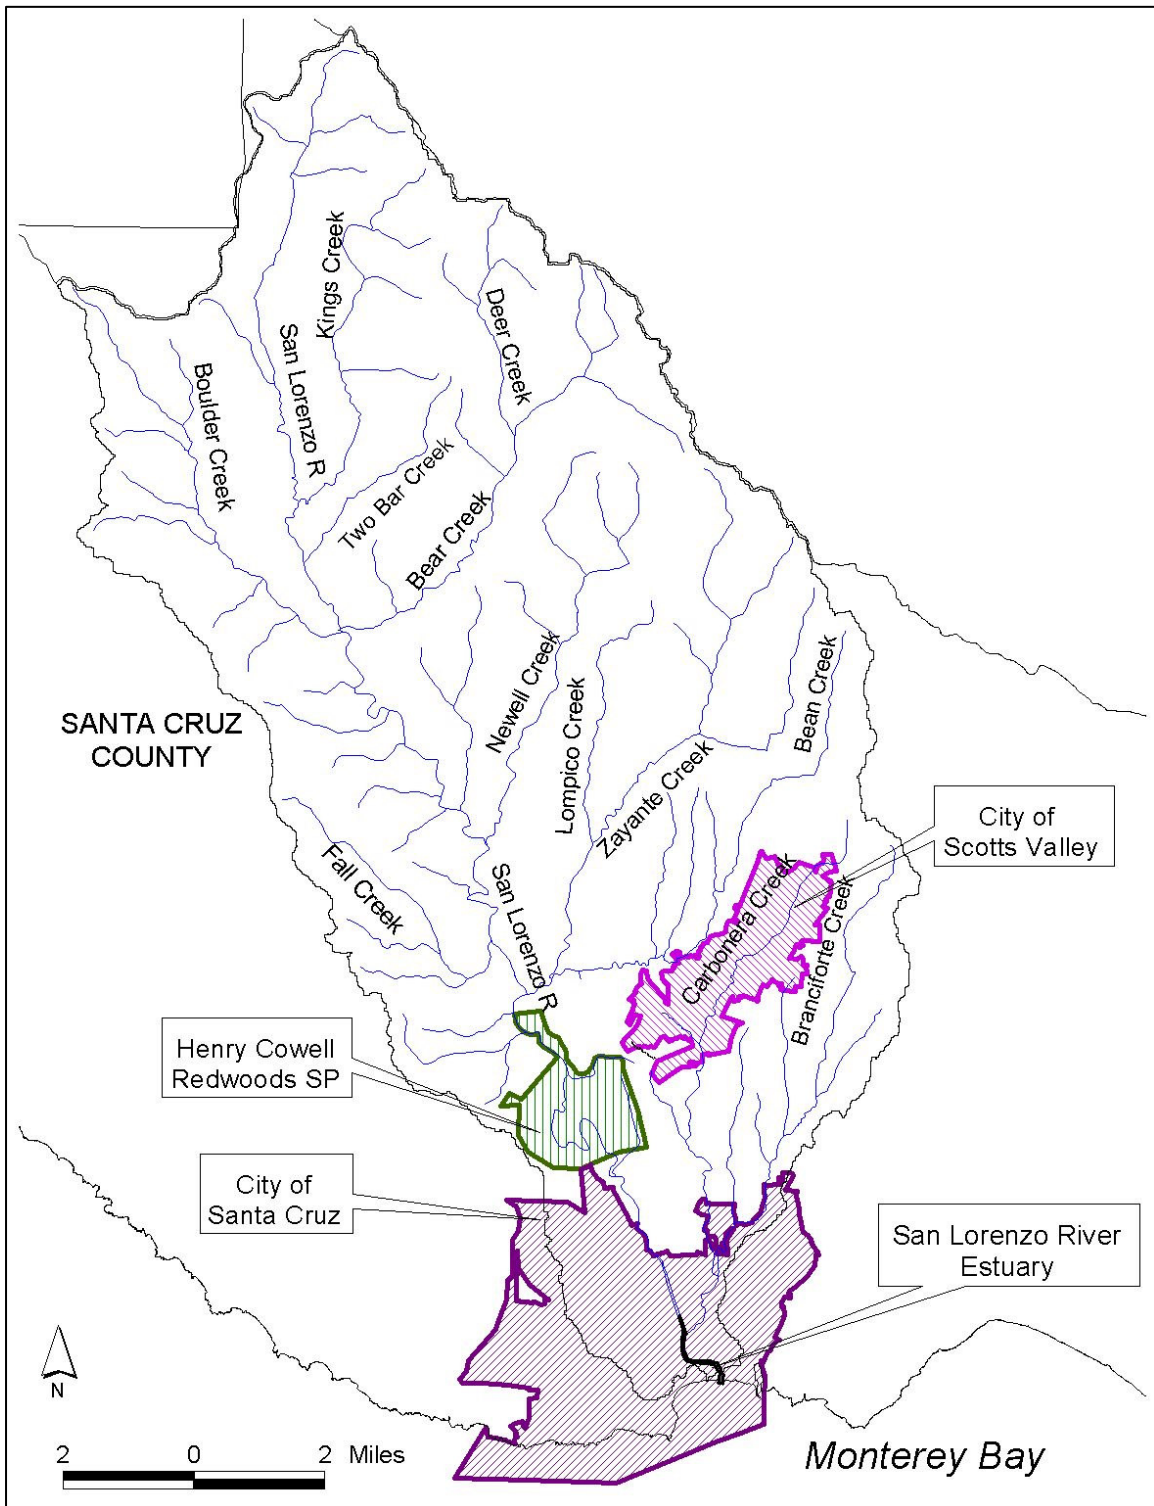 Kings Creek
Deer Creek
San Lorenzo R
Boulder Creek
Two Bar Creek
Bear Creek
Newell Creek
Lompico Creek
Bean Creek
SANTA CRUZ
COUNTY
Zayante Creek
City of
Scotts Valley
Fall Creek
San Lorenzo R
Carbonera Creek
Branciforte Creek
Henry Cowell
Redwoods SP
City of
Santa Cruz
San Lorenzo River
Estuary
N
2 0 2 Miles
Monterey Bay